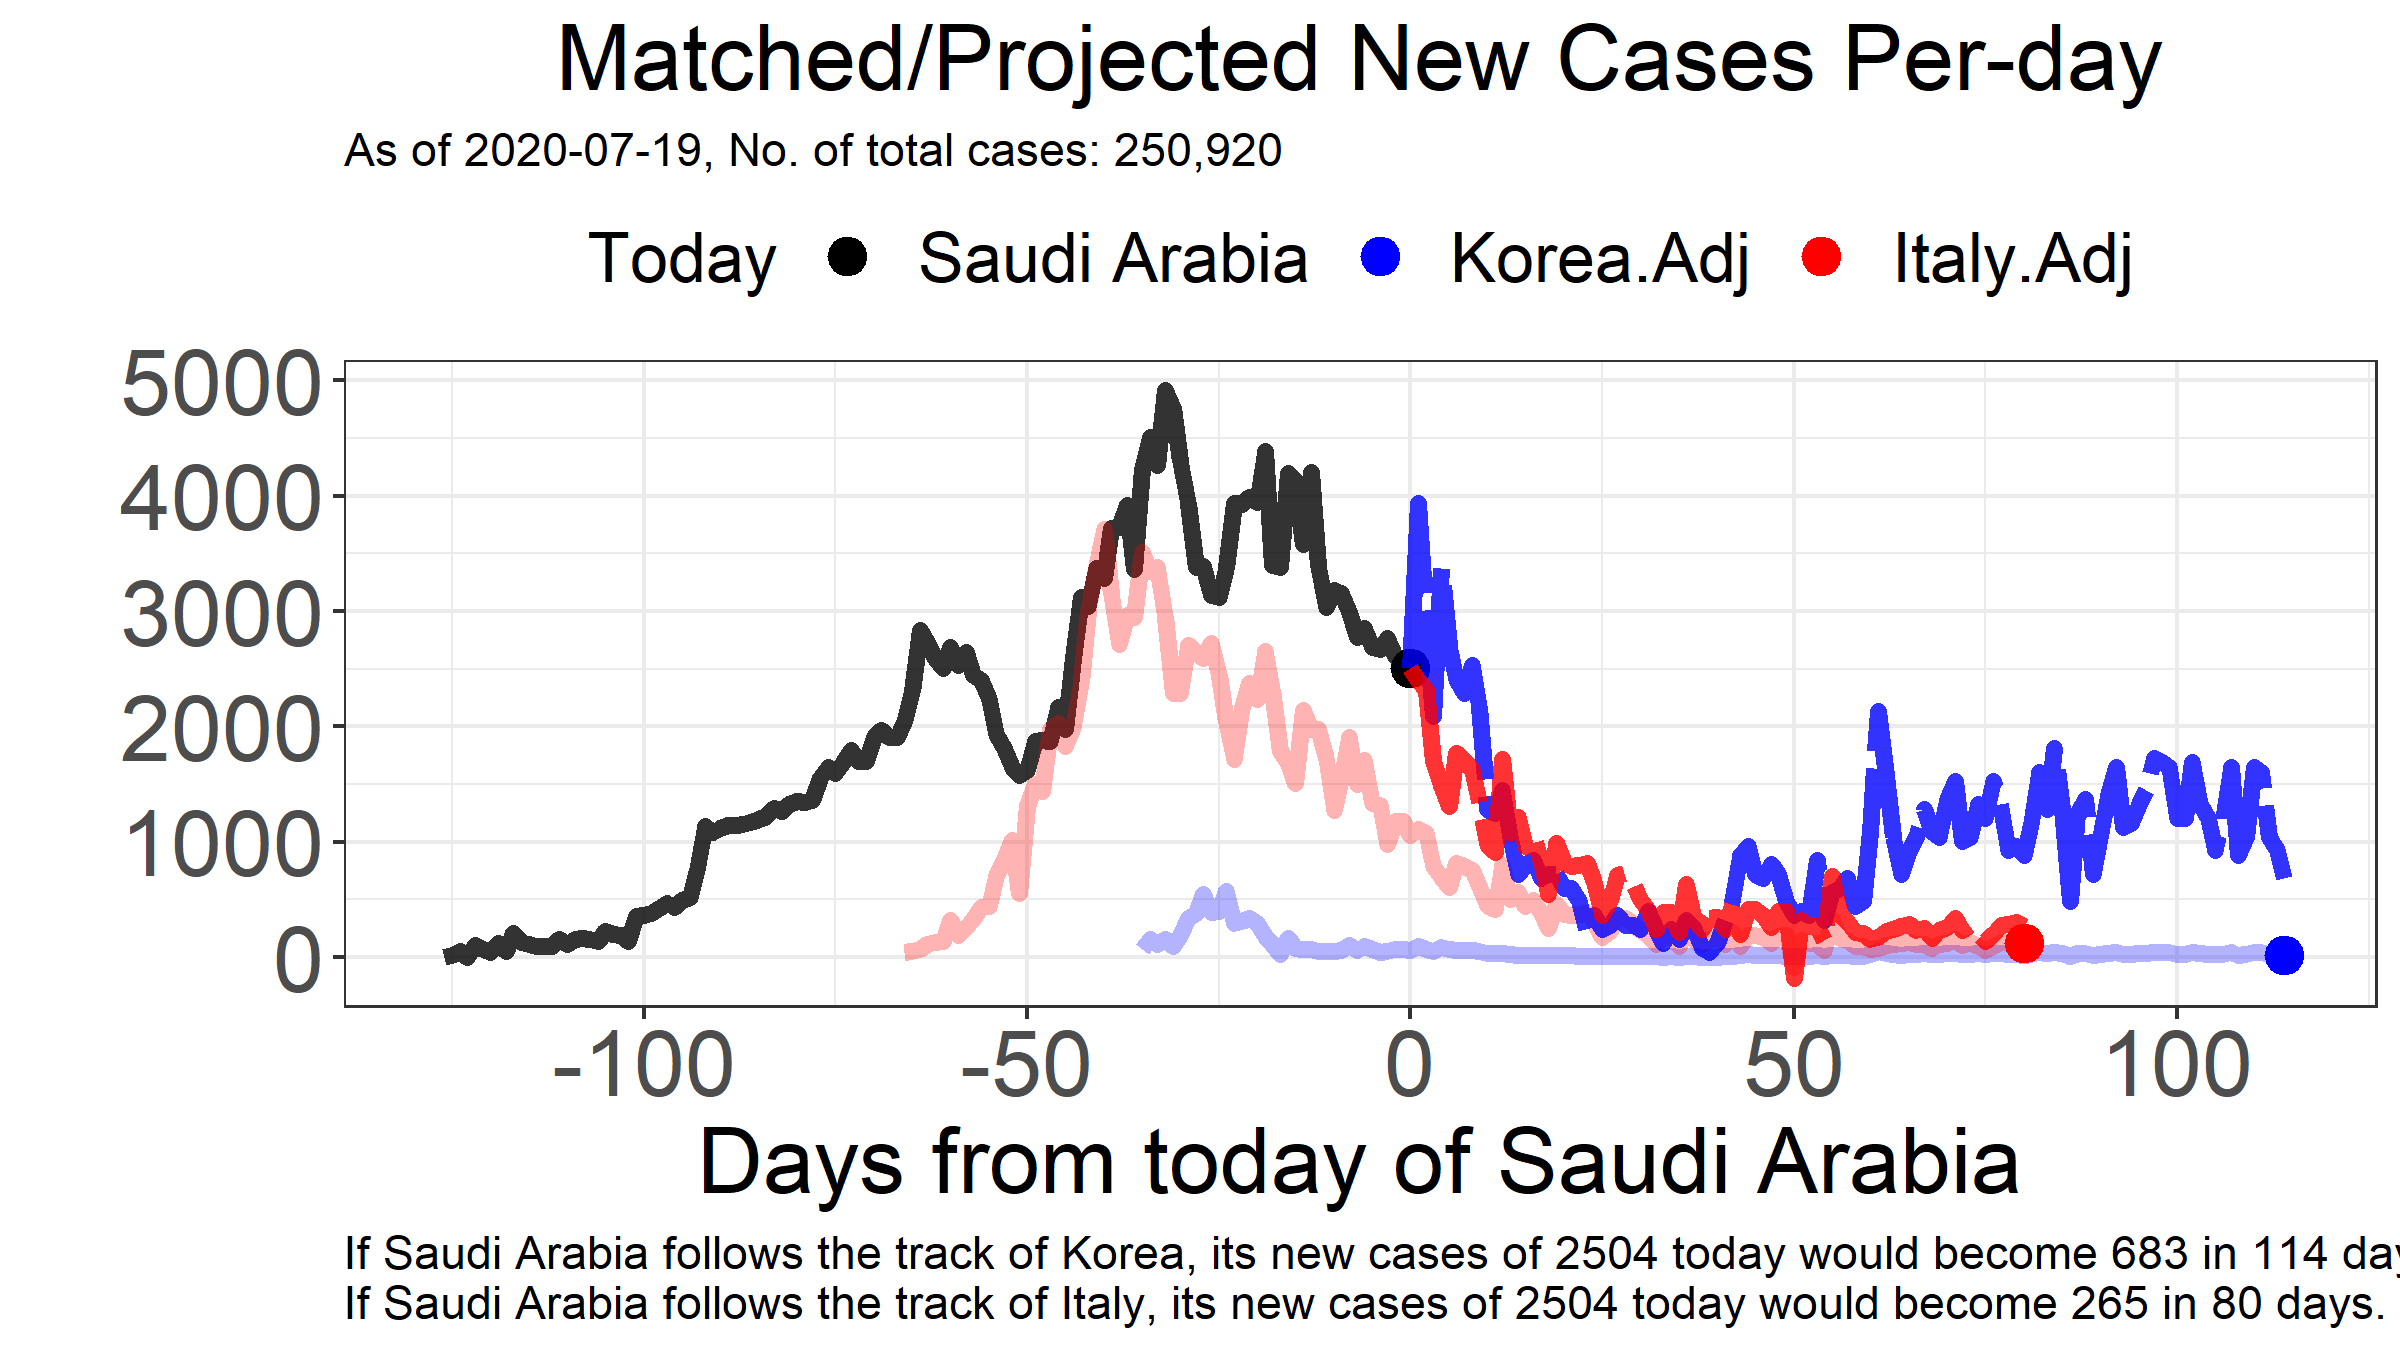 Matched/Projected New Cases Per-day
As of 2020-07-19, No. of total cases: 250,920
Today Saudi Arabia Korea.Adj Italy.Adj
5000
4000
3000
2000
1000
0
-100 -50 0 50 100
Days from today of Saudi Arabia
If Saudi Arabia follows the track of Korea, its new cases of 2504 today would become 683 in 114
If Saudi Arabia follows the track of Italy, its new cases of 2504 today would become 265 in 80 days.